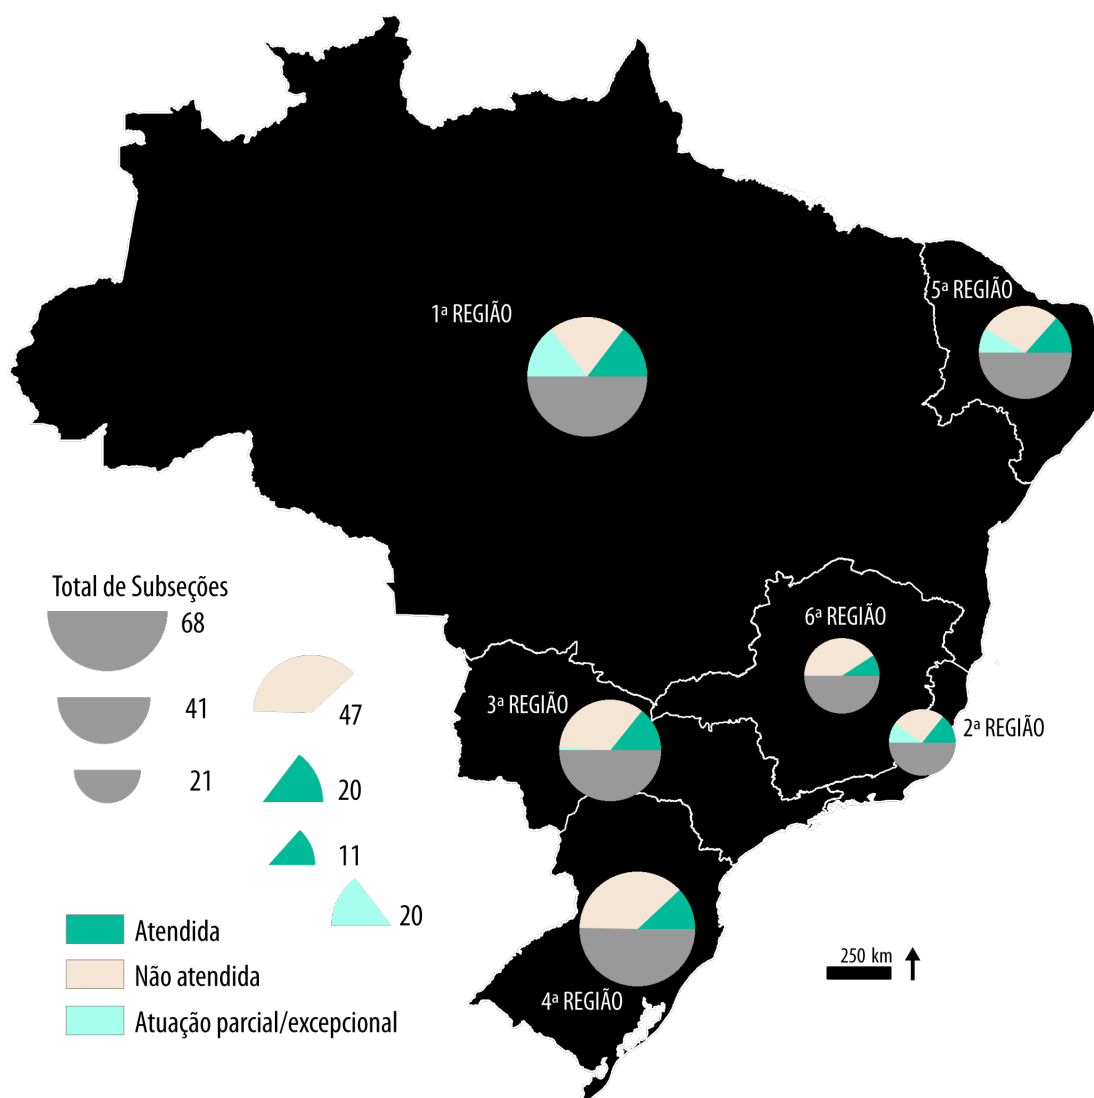 1ª REGIÃO
5ª REGIÃO
6ª REGIÃO
3ª REGIÃO
2ª REGIÃO
4ª REGIÃO
Total de Subseções
68
41
21
47
20
11
20
Atendida
Não atendida
Atuação parcial/excepcional
250 km